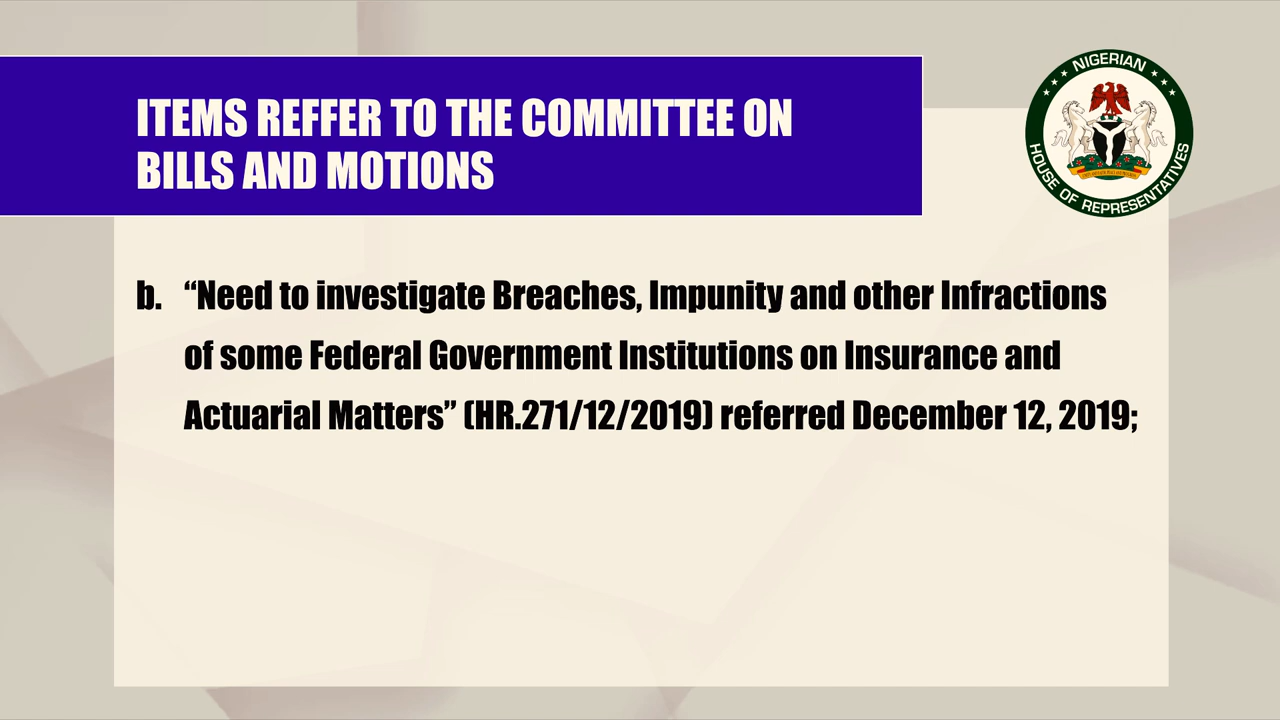 ITEMS REFFER TO THE COMMITTEE ON
BILLS AND MOTIONS
NIGERIAN
HOUSE OF REPRESENTATIVES
b. “Need to investigate Breaches, Impunity and other Infractions
of some Federal Government Institutions on Insurance and
Actuarial Matters” (HR.271/12/2019) referred December 12, 2019;